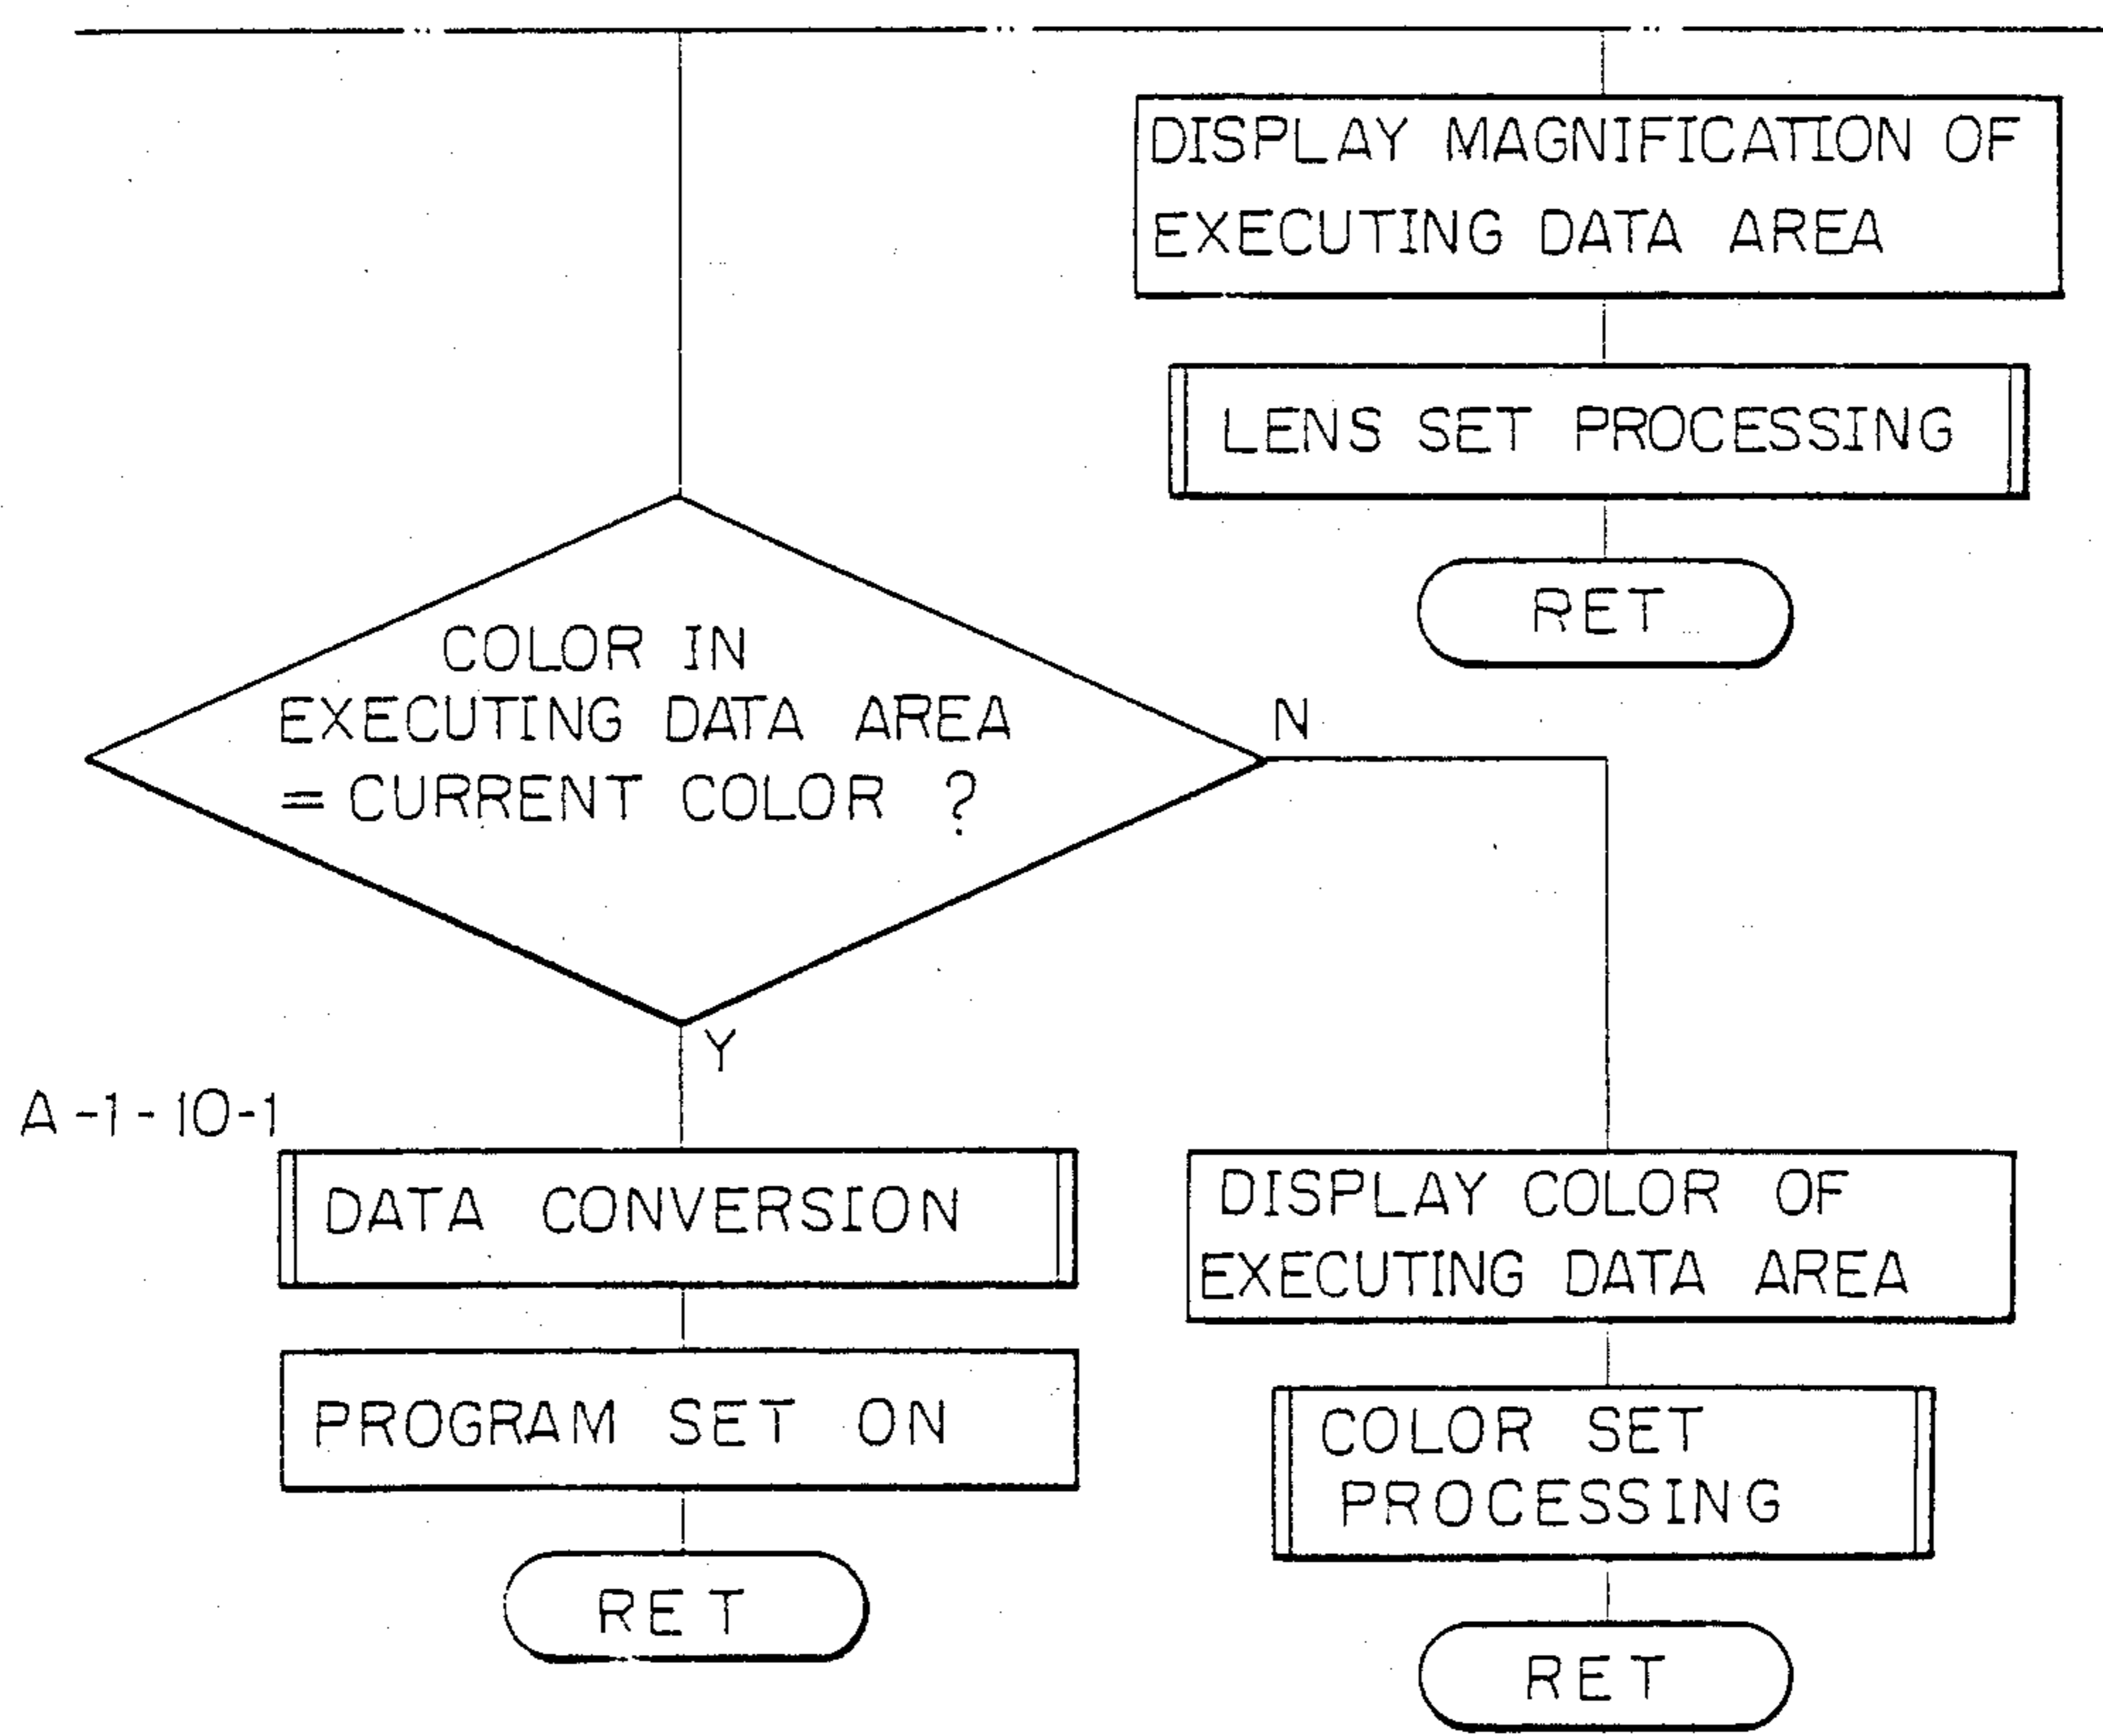 DISPLAY MAGNIFICATION OF
EXECUTING DATA AREA
LENS SET PROCESSING
RET
COLOR IN
EXECUTING DATA AREA
= CURRENT COLOR ?
N
Y
A-1-10-1
DATA CONVERSION
PROGRAM SET ON
RET
DISPLAY COLOR OF
EXECUTING DATA AREA
COLOR SET
PROCESSING
RET